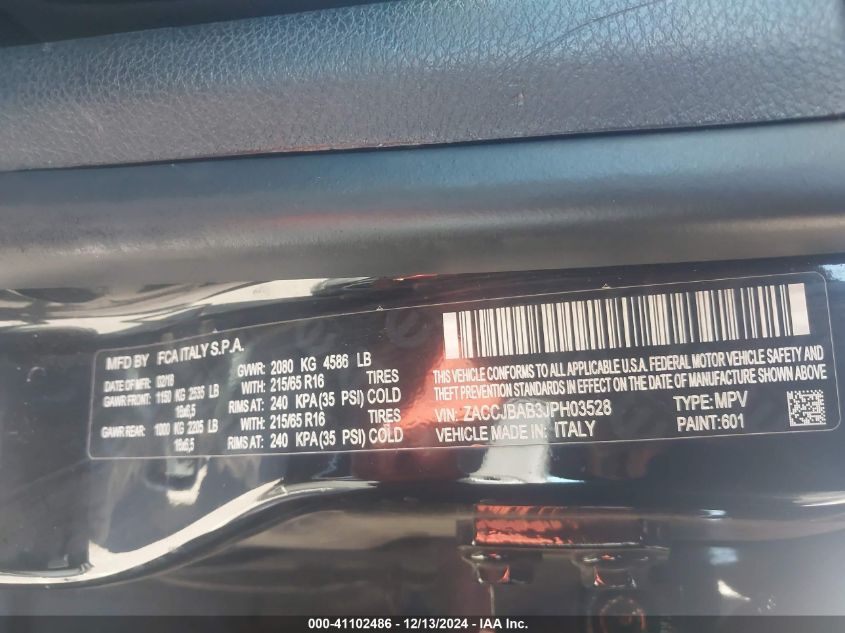 MFD BY FCA ITALY S.P.A.
DATE OF MFR 02/18
GAWR FRONT: 1150 KG 2535 LB
16x6,5
GAWR REAR: 1000 KG 2205 LB
16x6,5
GVWR: 2080 KG 4586 LB
WITH: 215/65 R16 TIRES
RIMS AT: 240 KPA (35 PSI) COLD
WITH: 215/65 R16 TIRES
RIMS AT: 240 KPA (35 PSI) COLD
THIS VEHICLE CONFORMS TO ALL APPLICABLE U.S.A. FEDERAL MOTOR VEHICLE SAFETY AND
THEFT PREVENTION STANDARDS IN EFFECT ON THE DATE OF MANUFACTURE SHOWN ABOVE
VIN: ZACCJBAB3JPH03528 TYPE: MPV
VEHICLE MADE IN: ITALY PAINT: 601
000-41102486 - 12/13/2024 - IAA Inc.